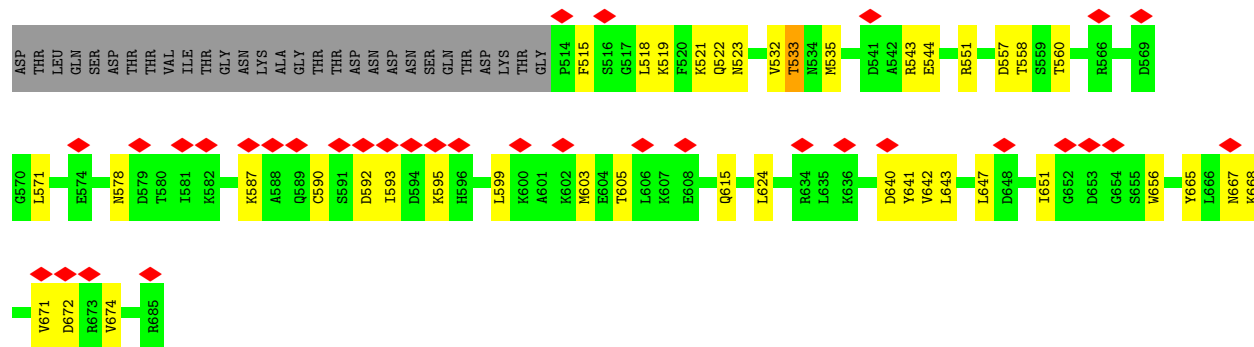 ASP THR LEU GLN SER ASP THR THR VAL ILE THR GLY ASN LYS ALA GLY THR THR ASP ASN ASP ASN SER GLN THR ASP LYS THR GLY P514 F515 S516 G517 L518 K519 F520 K521 Q522 N523 V532 T533 N534 M535 D541 A542 R543 E544 R551 D557 T558 S559 T560 R566 D569
G570 L571 E574 N578 D579 T580 I581 K582 K587 A588 Q589 C590 S591 D592 I593 D594 K595 H596 L599 K600 A601 K602 M603 E604 T605 L606 K607 E608 Q615 L624 R634 L635 K636 D640 Y641 V642 L643 L647 D648 I651 G652 D653 G654 S655 W656 Y665 L666 N667 K668
V671 D672 R673 V674 R685